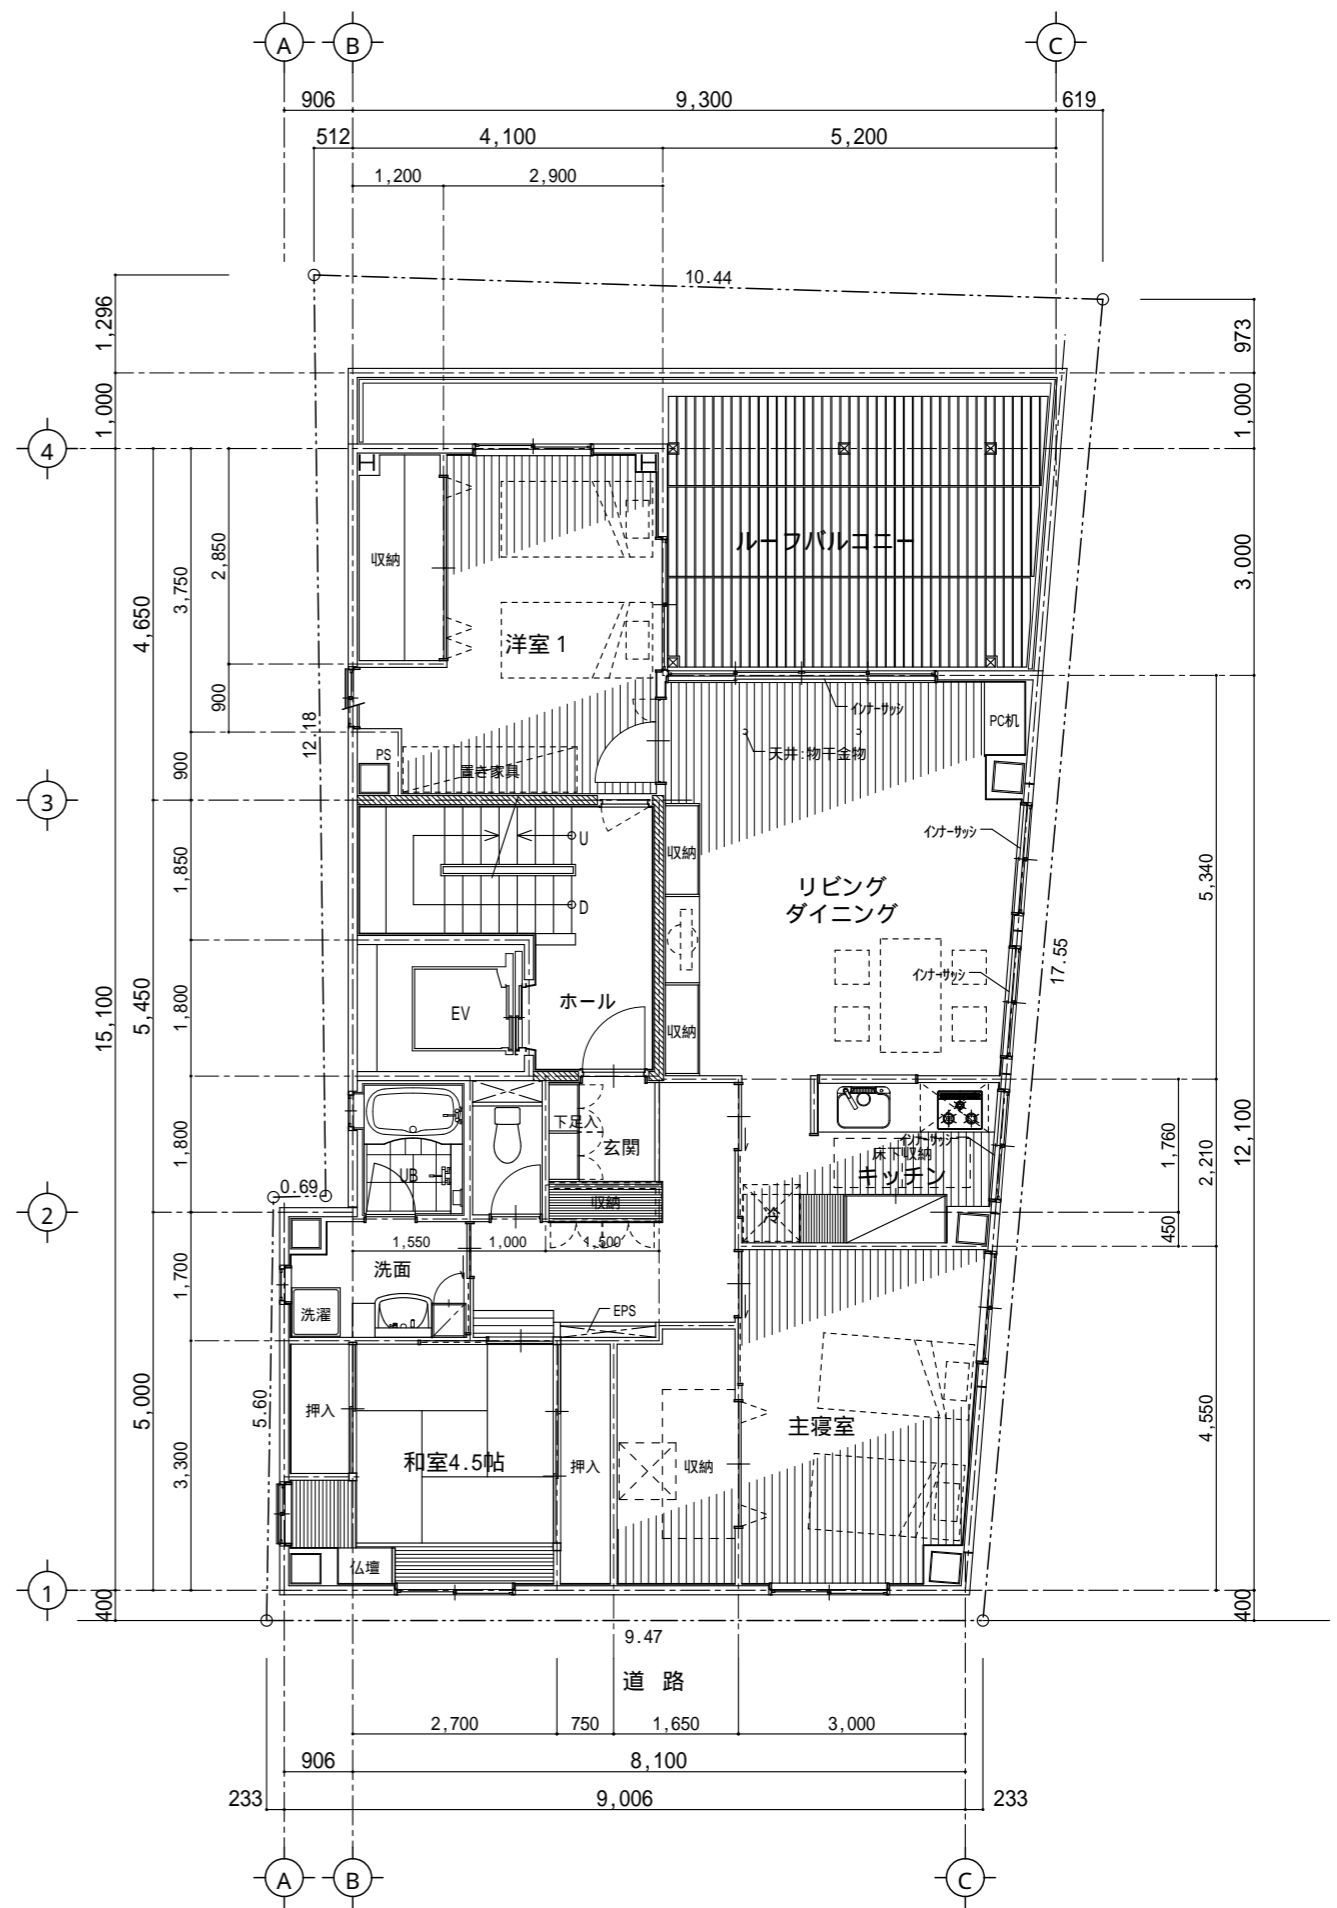 A B C
906 9,300 619
512 4,100 5,200
1,200 2,900
10.44
1,296 973
1,000 1,000
4
2,850 3,750 4,650 3,000
収納
ルーフバルコニー
洋室1
900
12.18
インナーサッシ
PC机
PS
置き家具
天井:物干金物
900
3
U
インナーサッシ
収納
1,850
リビング
ダイニング
5,340
D
17.55
インナーサッシ
EV
ホール
収納
15,100 5,450 1,800
下足入
玄関
インナーサッシ
床下収納
キッチン
1,800
1,760 2,210 12,100
UB
0.69
収納
冷
2
450
1,550 1,000 1,500
洗面
1,700
洗濯
EPS
5.60
押入
5,000
主寝室
4,550
和室4.5帖
押入
収納
3,300
仏壇
1
400 400
9.47
道 路
2,700 750 1,650 3,000
906 8,100
233 9,006 233
A B C